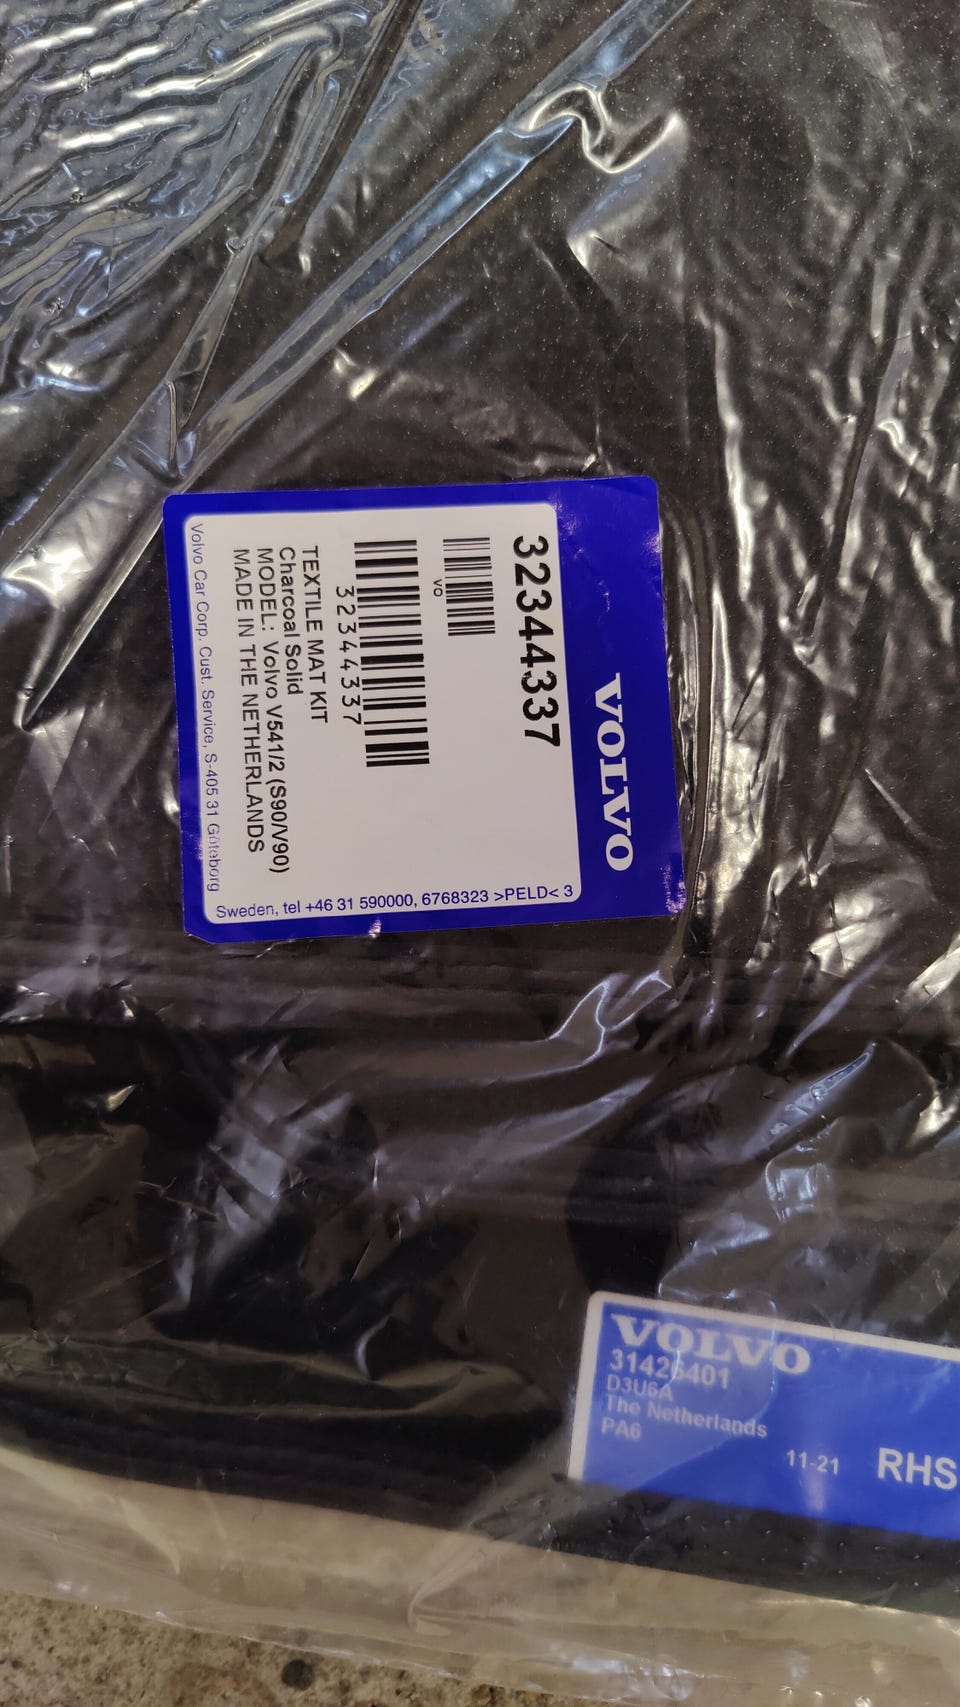 VOLVO
32344337
VO
32344337
TEXTILE MAT KIT
Charcoal Solid
MODEL: Volvo V541/2 (S90/V90)
MADE IN THE NETHERLANDS
Volvo Car Corp. Cust. Service, S-405 31 Göteborg
Sweden, tel +46 31 590000, 6768323 >PELD< 3
VOLVO
31426401
D3U6A
The Netherlands
PA6
11-21 RHS